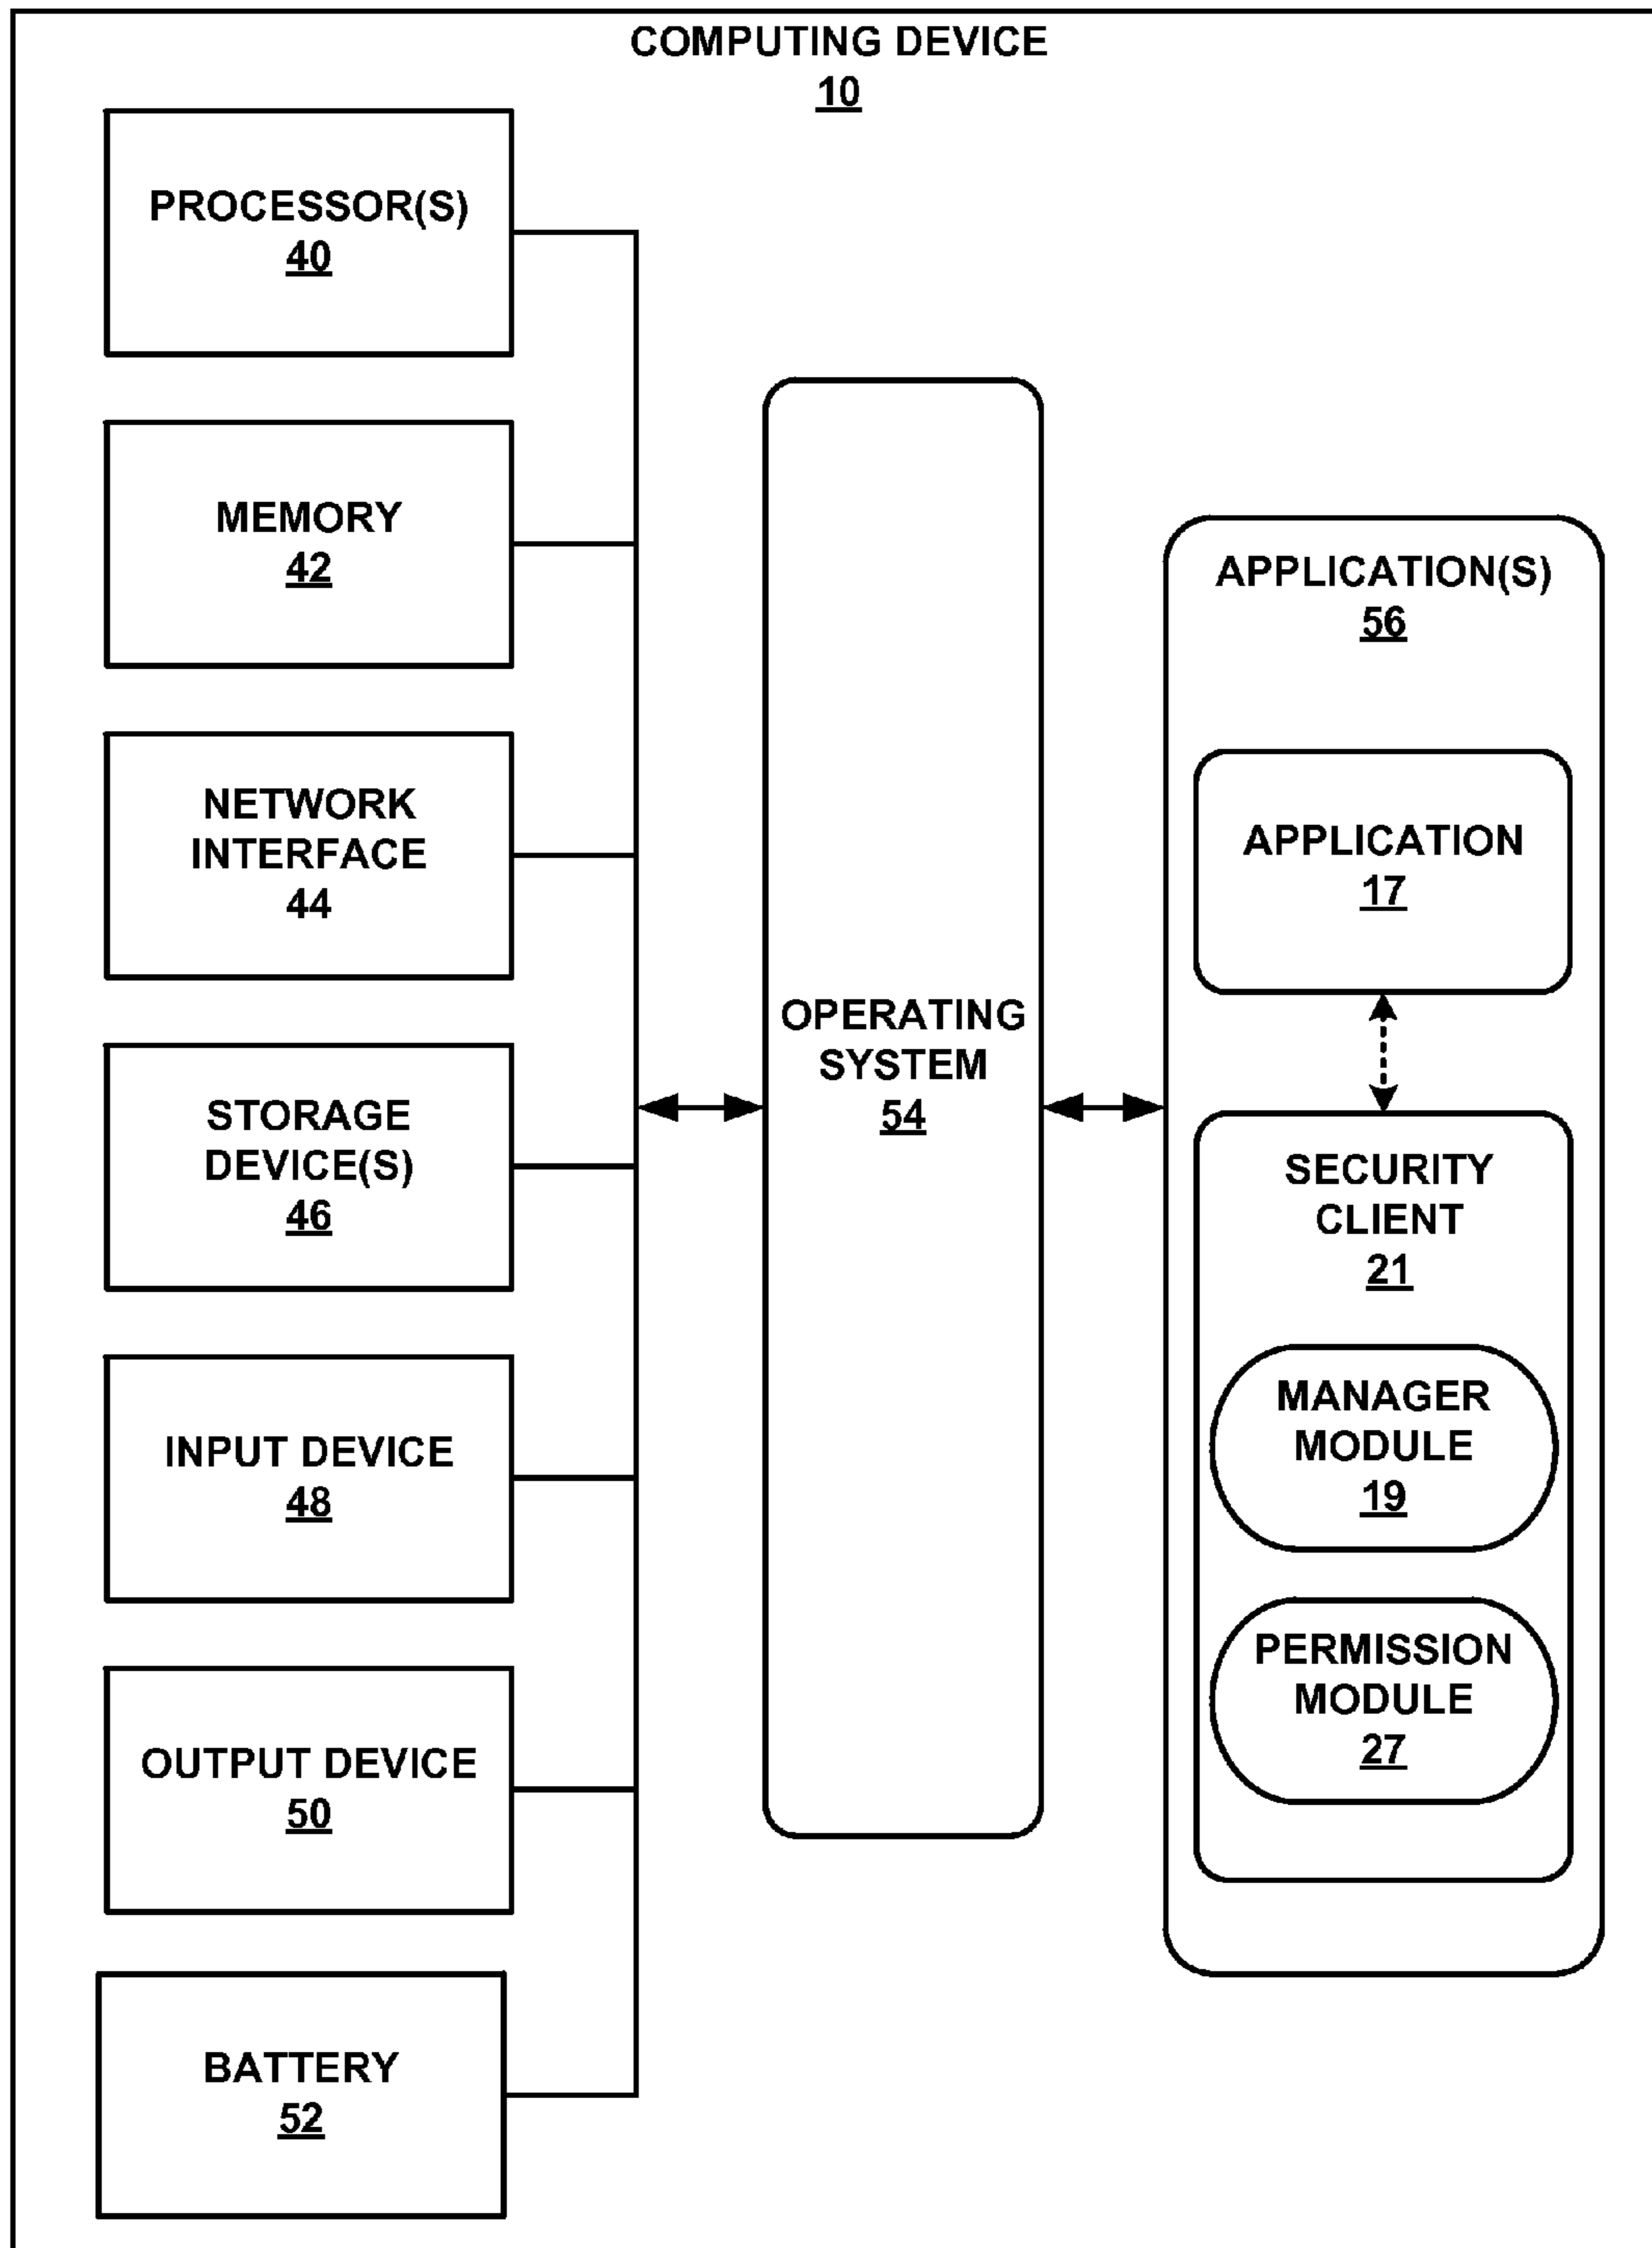 COMPUTING DEVICE
10
PROCESSOR(S)
40
MEMORY
42
NETWORK
INTERFACE
44
STORAGE
DEVICE(S)
46
INPUT DEVICE
48
OUTPUT DEVICE
50
BATTERY
52
OPERATING
SYSTEM
54
APPLICATION(S)
56
APPLICATION
17
SECURITY
CLIENT
21
MANAGER
MODULE
19
PERMISSION
MODULE
27